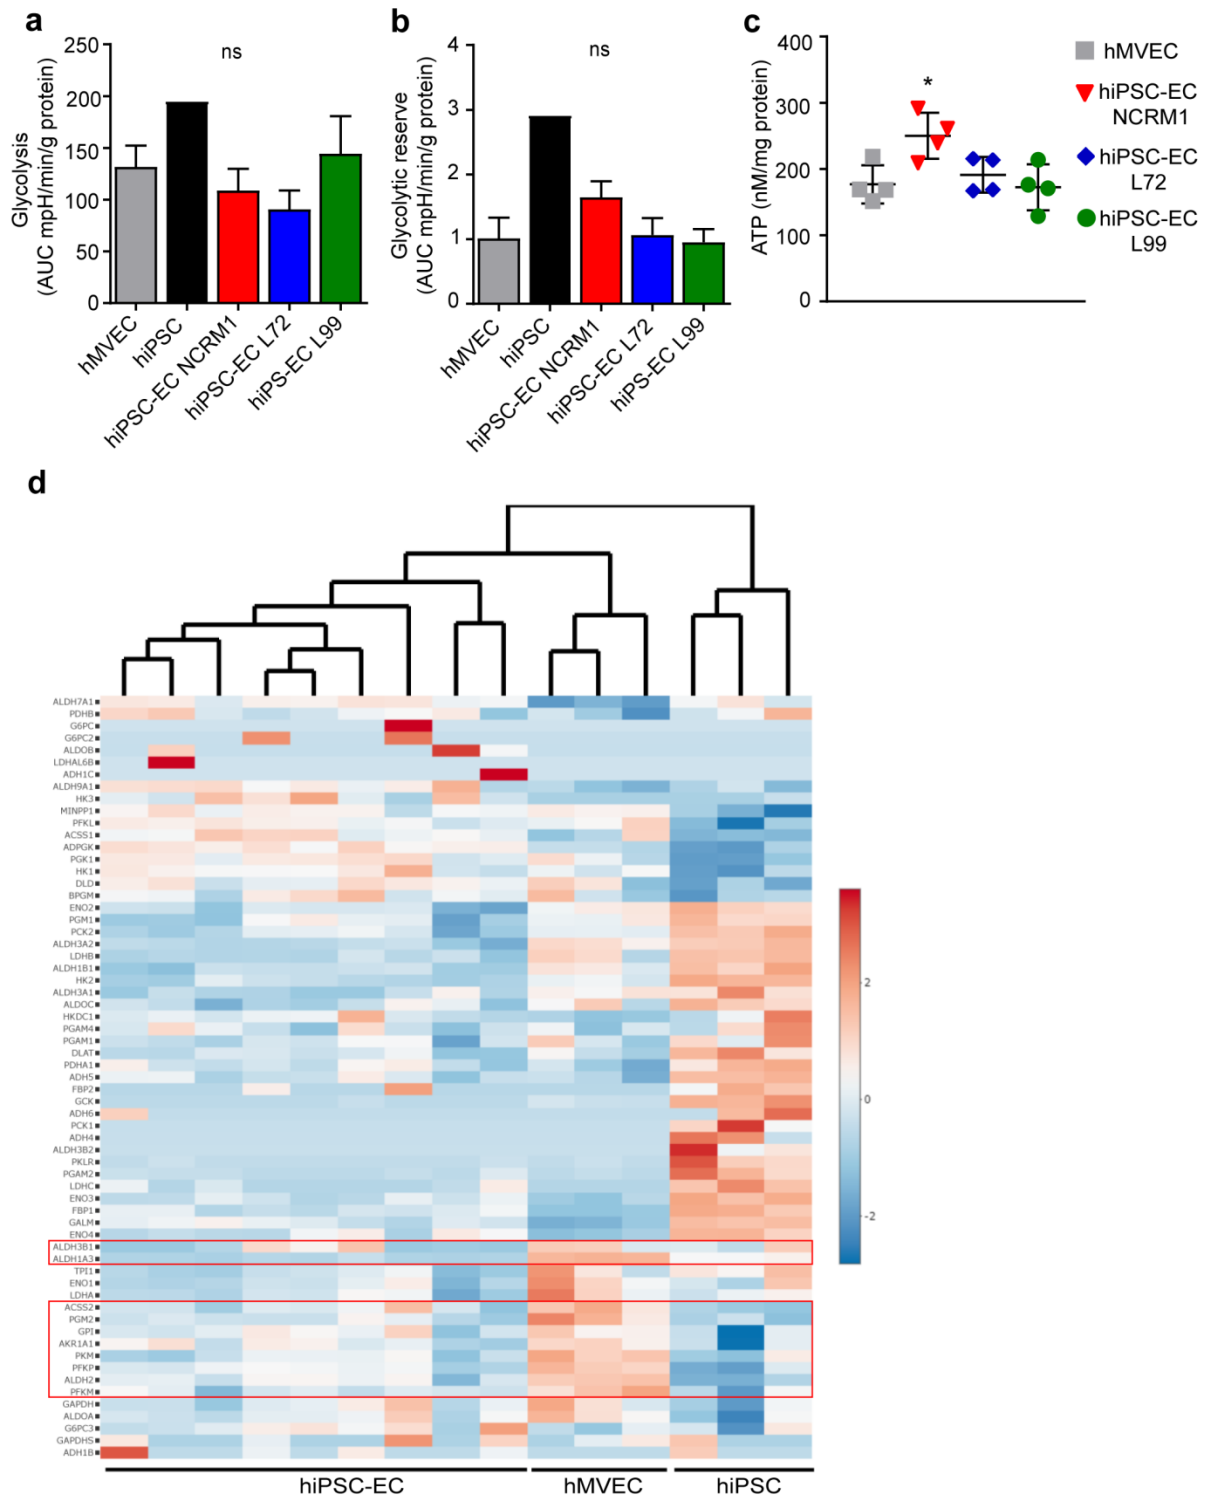 a
Glycolysis
(AUC mpH/min/g protein)
250
200
150
100
50
0
ns
hMVEC
hiPSC
hiPSC-EC NCRM1
hiPSC-EC L72
hiPS-EC L99
b
Glycolytic reserve
(AUC mpH/min/g protein)
4
3
2
1
0
ns
hMVEC
hiPSC
hiPSC-EC NCRM1
hiPSC-EC L72
hiPS-EC L99
c
ATP (nM/mg protein)
400
300
200
100
0
*
hMVEC
hiPSC-EC
NCRM1
hiPSC-EC
L72
hiPSC-EC
L99
d
ALDH7A1
PDHB
G6PC
G6PC2
ALDOB
LDHAL6B
ADH1C
ALDH9A1
HK3
MINPP1
PFKL
ACSS1
ADPGK
PGK1
HK1
DLD
BPGM
ENO2
PGM1
PCK2
ALDH3A2
LDHB
ALDH1B1
HK2
ALDH3A1
ALDOC
HKDC1
PGAM4
PGAM1
DLAT
PDHA1
ADH5
FBP2
GCK
ADH6
PCK1
ADH4
ALDH3B2
PKLR
PGAM2
LDHC
ENO3
FBP1
GALM
ENO4
ALDH3B1
ALDH1A3
TPI1
ENO1
LDHA
ACSS2
PGM2
GPI
AKR1A1
PKM
PFKP
ALDH2
PFKM
GAPDH
ALDOA
G6PC3
GAPDHS
ADH1B
2
0
-2
hiPSC-EC
hMVEC
hiPSC